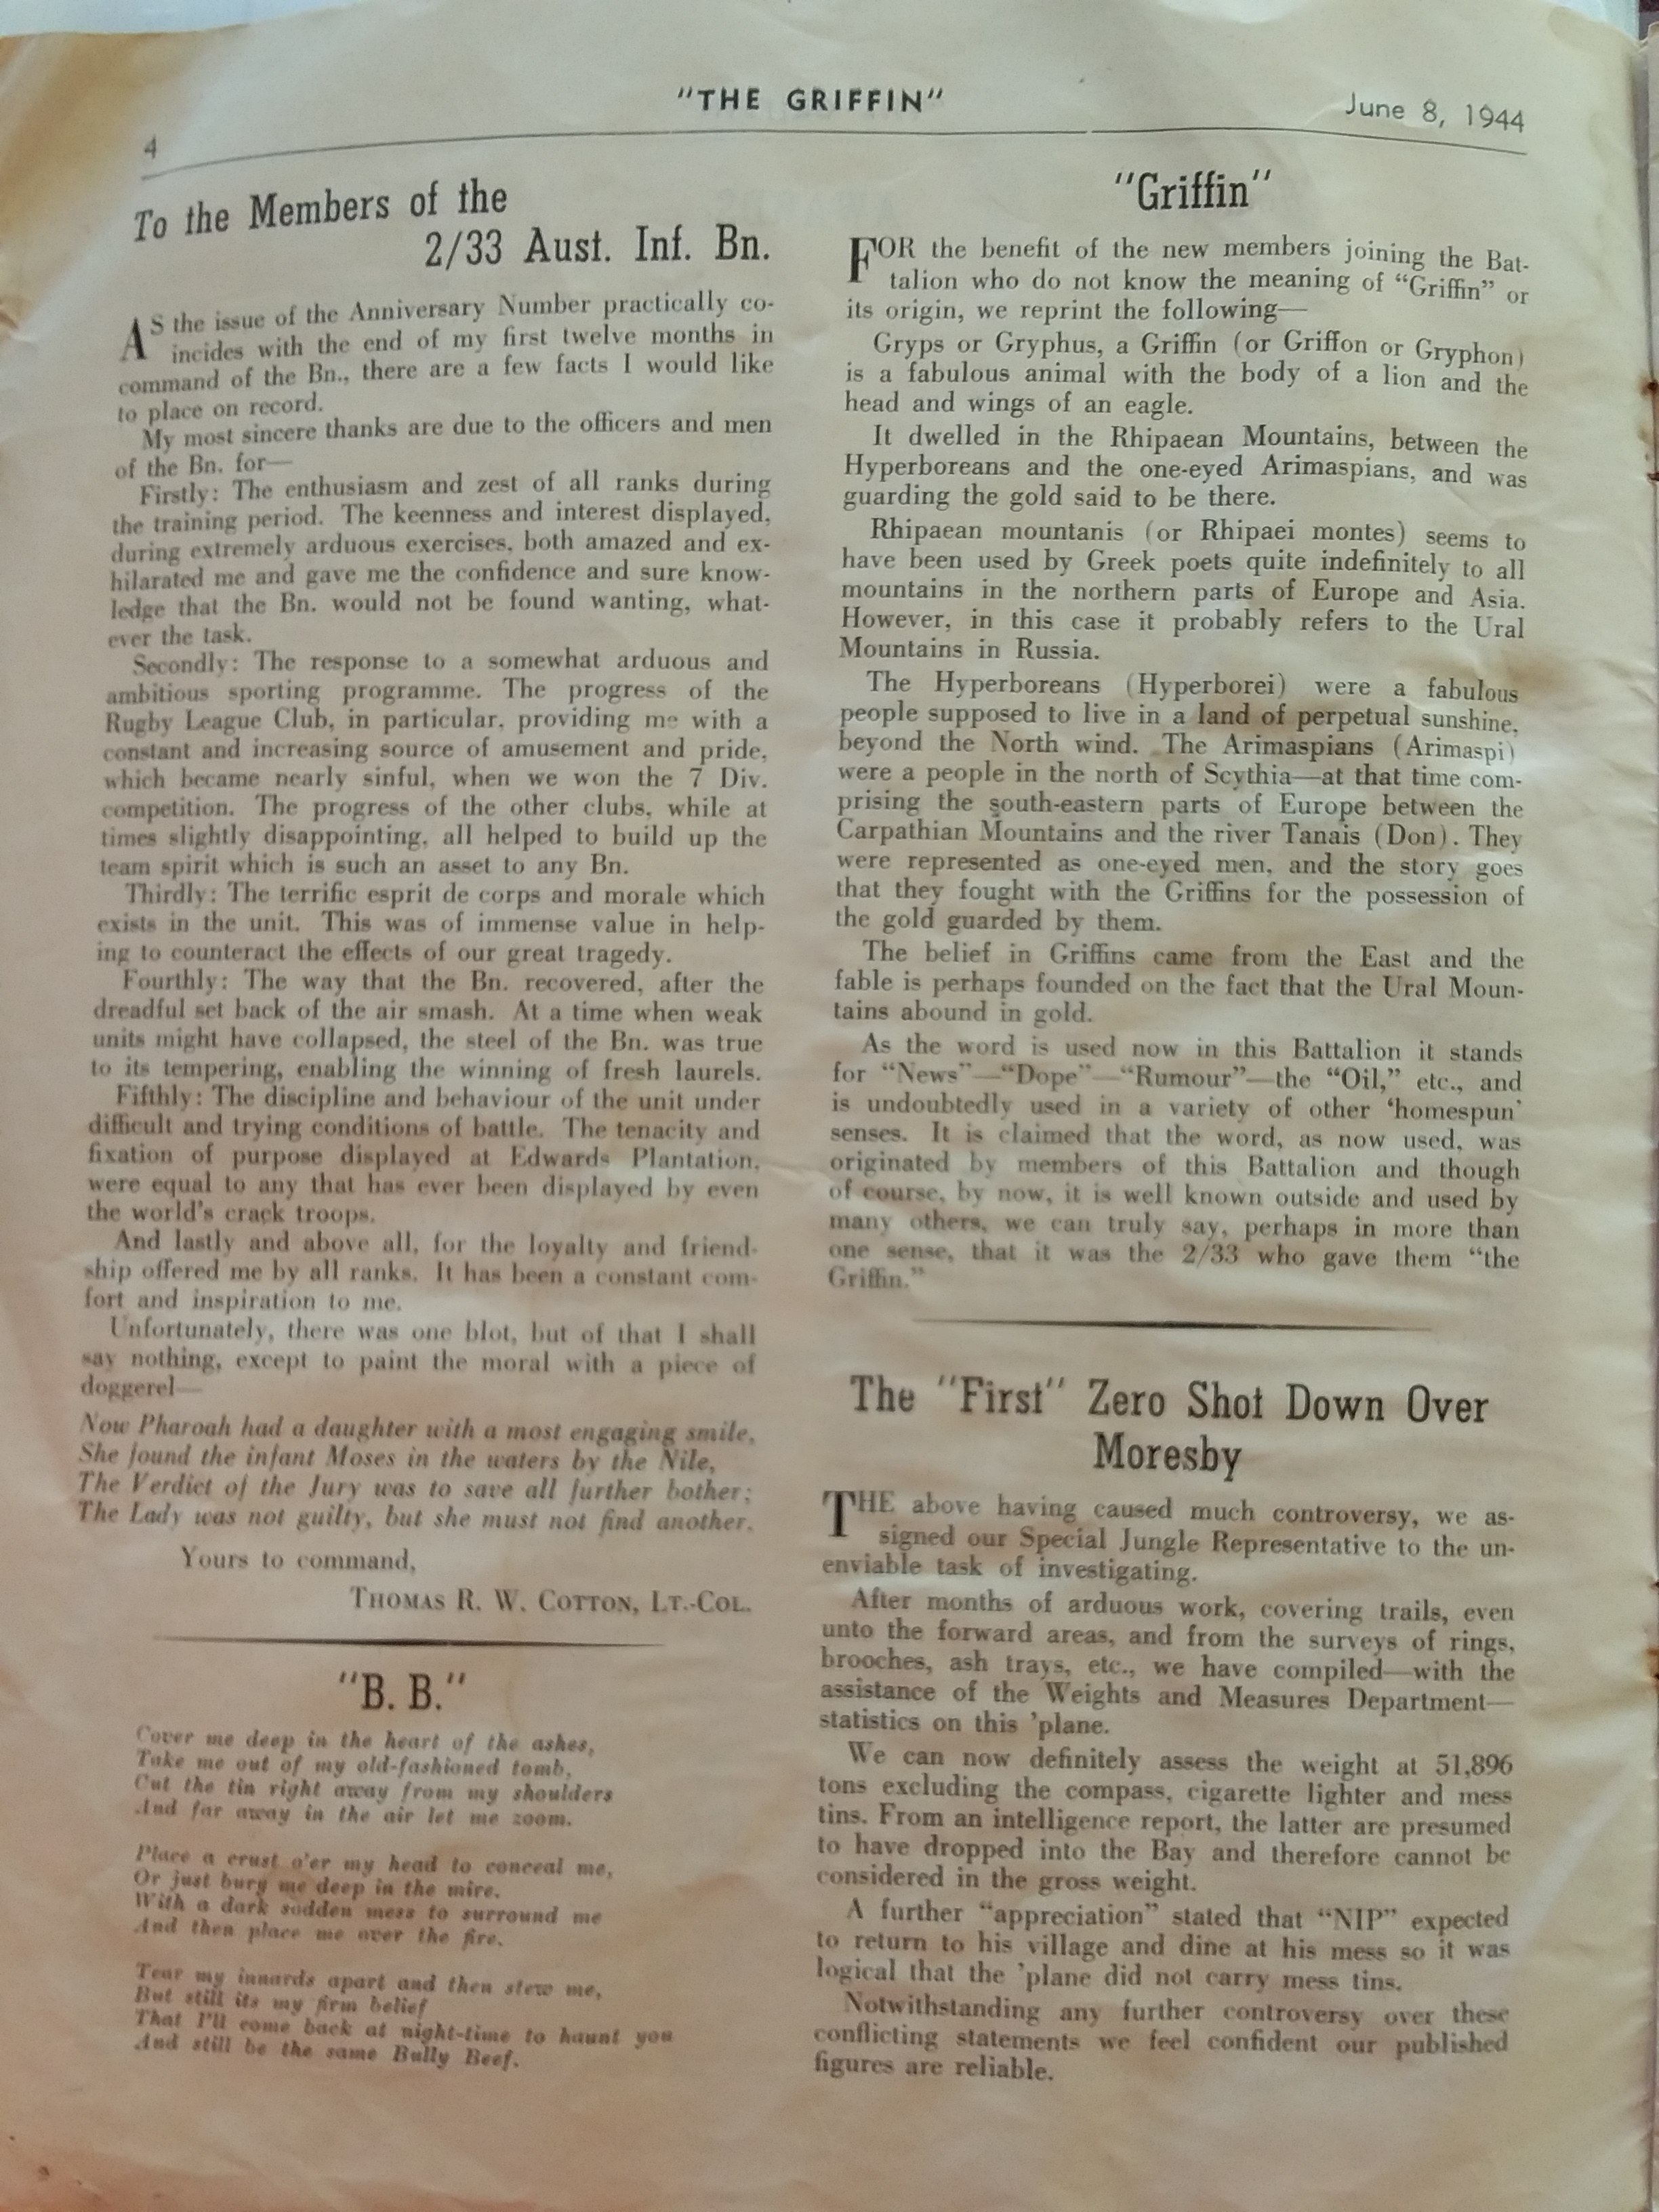 "THE GRIFFIN"
June 8, 1944
4
To the Members of the
2/33 Aust. Inf. Bn.
AS the issue of the Anniversary Number practically co-
incides with the end of my first twelve months in
command of the Bn., there are a few facts I would like
to place on record.
My most sincere thanks are due to the officers and men
of the Bn. for—
Firstly: The enthusiasm and zest of all ranks during
the training period. The keenness and interest displayed,
during extremely arduous exercises, both amazed and ex-
hilarated me and gave me the confidence and sure know-
ledge that the Bn. would not be found wanting, what-
ever the task.
Secondly: The response to a somewhat arduous and
ambitious sporting programme. The progress of the
Rugby League Club, in particular, providing me with a
constant and increasing source of amusement and pride,
which became nearly sinful, when we won the 7 Div.
competition. The progress of the other clubs, while at
times slightly disappointing, all helped to build up the
team spirit which is such an asset to any Bn.
Thirdly: The terrific esprit de corps and morale which
exists in the unit. This was of immense value in help-
ing to counteract the effects of our great tragedy.
Fourthly: The way that the Bn. recovered, after the
dreadful set back of the air smash. At a time when weak
units might have collapsed, the steel of the Bn. was true
to its tempering, enabling the winning of fresh laurels.
Fifthly: The discipline and behaviour of the unit under
difficult and trying conditions of battle. The tenacity and
fixation of purpose displayed at Edwards Plantation,
were equal to any that has ever been displayed by even
the world's crack troops.
And lastly and above all, for the loyalty and friend-
ship offered me by all ranks. It has been a constant com-
fort and inspiration to me.
Unfortunately, there was one blot, but of that I shall
say nothing, except to paint the moral with a piece of
doggerel—
Now Pharoah had a daughter with a most engaging smile,
She found the infant Moses in the waters by the Nile,
The Verdict of the Jury was to save all further bother;
The Lady was not guilty, but she must not find another.
Yours to command,
THOMAS R. W. COTTON, LT.-COL.
"B. B."
Cover me deep in the heart of the ashes,
Take me out of my old-fashioned tomb,
Cut the tin right away from my shoulders
And far away in the air let me zoom.
Place a crust o'er my head to conceal me,
Or just bury me deep in the mire.
With a dark sodden mess to surround me
And then place me over the fire.
Tear my innards apart and then stew me,
But still its my firm belief
That I'll come back at night-time to haunt you
And still be the same Bully Beef.
"Griffin"
FOR the benefit of the new members joining the Bat-
talion who do not know the meaning of "Griffin" or
its origin, we reprint the following—
Gryps or Gryphus, a Griffin (or Griffon or Gryphon)
is a fabulous animal with the body of a lion and the
head and wings of an eagle.
It dwelled in the Rhipaean Mountains, between the
Hyperboreans and the one-eyed Arimaspians, and was
guarding the gold said to be there.
Rhipaean mountanis (or Rhipaei montes) seems to
have been used by Greek poets quite indefinitely to all
mountains in the northern parts of Europe and Asia.
However, in this case it probably refers to the Ural
Mountains in Russia.
The Hyperboreans (Hyperborei) were a fabulous
people supposed to live in a land of perpetual sunshine,
beyond the North wind. The Arimaspians (Arimaspi)
were a people in the north of Scythia—at that time com-
prising the south-eastern parts of Europe between the
Carpathian Mountains and the river Tanais (Don). They
were represented as one-eyed men, and the story goes
that they fought with the Griffins for the possession of
the gold guarded by them.
The belief in Griffins came from the East and the
fable is perhaps founded on the fact that the Ural Moun-
tains abound in gold.
As the word is used now in this Battalion it stands
for "News"—"Dope"—"Rumour"—the "Oil," etc., and
is undoubtedly used in a variety of other 'homespun'
senses. It is claimed that the word, as now used, was
originated by members of this Battalion and though
of course, by now, it is well known outside and used by
many others, we can truly say, perhaps in more than
one sense, that it was the 2/33 who gave them "the
Griffin."
The "First" Zero Shot Down Over
Moresby
THE above having caused much controversy, we as-
signed our Special Jungle Representative to the un-
enviable task of investigating.
After months of arduous work, covering trails, even
unto the forward areas, and from the surveys of rings,
brooches, ash trays, etc., we have compiled—with the
assistance of the Weights and Measures Department—
statistics on this 'plane.
We can now definitely assess the weight at 51,896
tons excluding the compass, cigarette lighter and mess
tins. From an intelligence report, the latter are presumed
to have dropped into the Bay and therefore cannot be
considered in the gross weight.
A further "appreciation" stated that "NIP" expected
to return to his village and dine at his mess so it was
logical that the 'plane did not carry mess tins.
Notwithstanding any further controversy over these
conflicting statements we feel confident our published
figures are reliable.